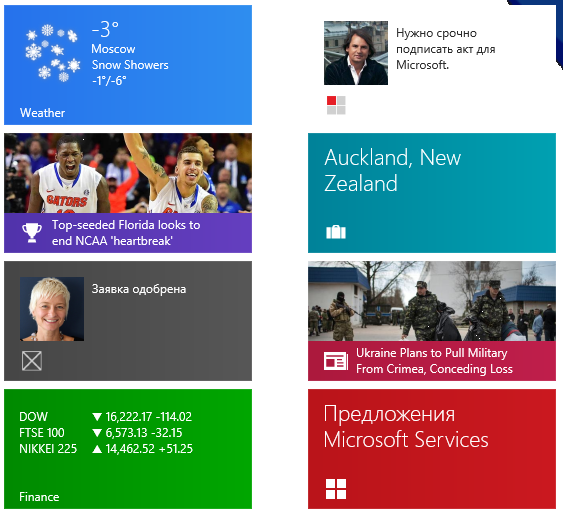 -3°
Moscow
Snow Showers
-1°/-6°
Weather
Нужно срочно
подписать акт для
Microsoft.
GATORS
Top-seeded Florida looks to
end NCAA 'heartbreak'
Auckland, New
Zealand
Заявка одобрена
Ukraine Plans to Pull Military
From Crimea, Conceding Loss
DOW ▼ 16,222.17 -114.02
FTSE 100 ▼ 6,573.13 -32.15
NIKKEI 225 ▲ 14,462.52 +51.25
Finance
Предложения
Microsoft Services